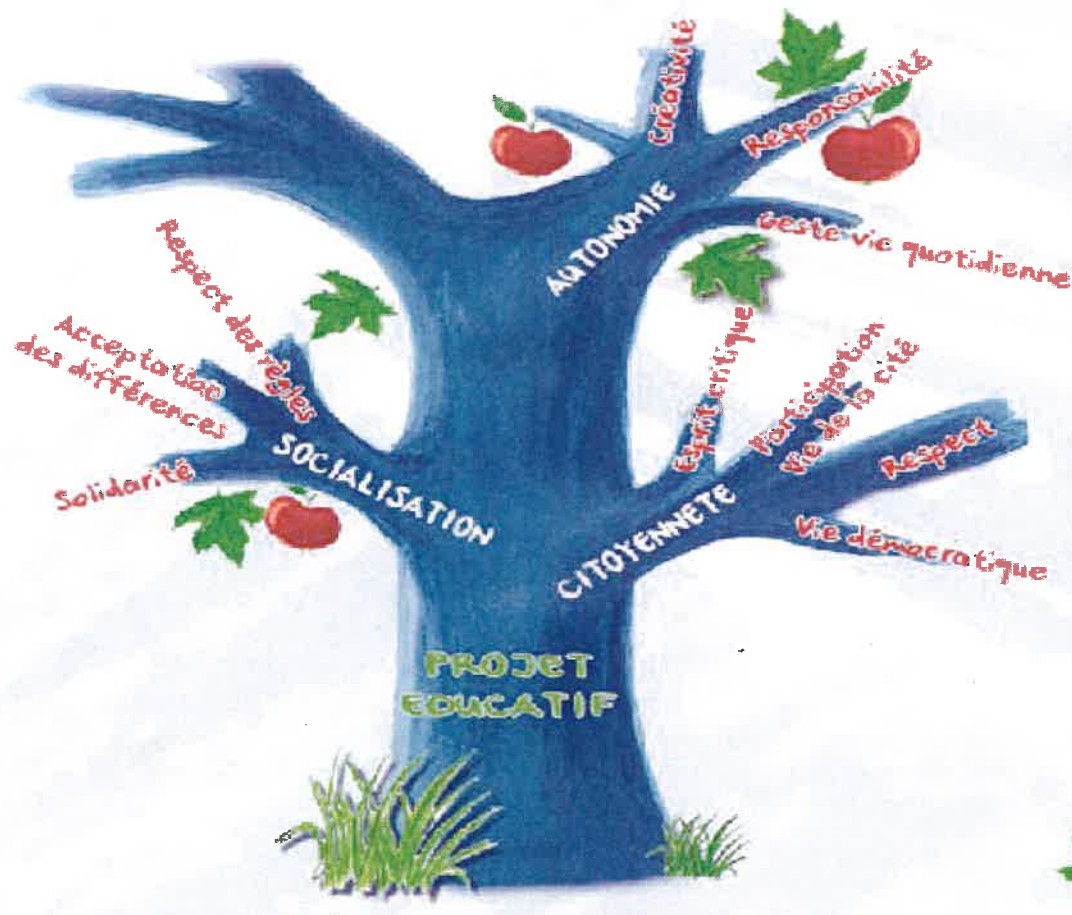 Créativité
Responsabilité
AUTONOMIE
Geste vie quotidienne
Respect des règles
Acceptation
des différences
Solidarité
SOCIALISATION
Esprit critique
Participation
Vie de la cité
Respect
Vie démocratique
CITOYENNETE
PROJET
EDUCATIF